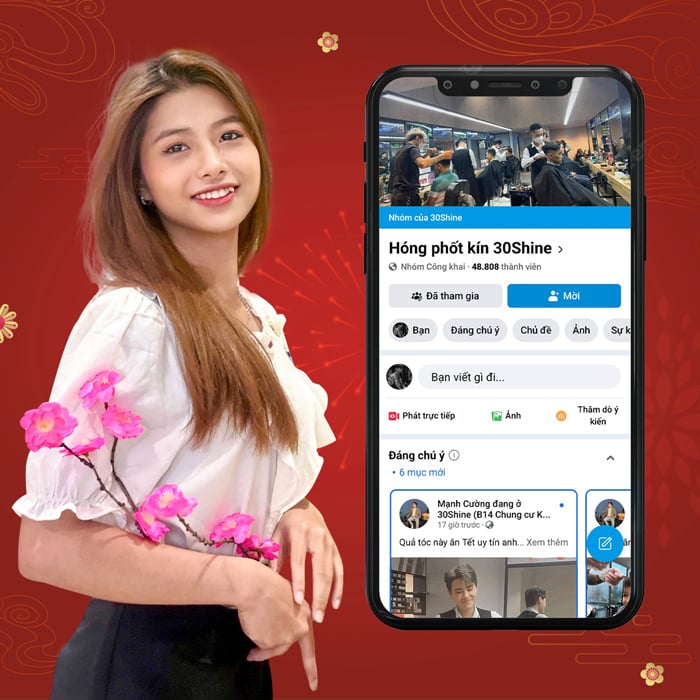 Nhóm của 30Shine
Hóng phốt kín 30Shine >
Nhóm Công khai · 48.808 thành viên
Đã tham gia
Mời
Bạn
Đáng chú ý
Chủ đề
Ảnh
Sự k
Bạn viết gì đi...
Phát trực tiếp
Ảnh
Thăm dò ý
kiến
Đáng chú ý
• 6 mục mới
Mạnh Cường đang ở
30Shine (B14 Chung cư K...
17 giờ trước ·
Quả tóc này ăn Tết uy tín anh... Xem thêm